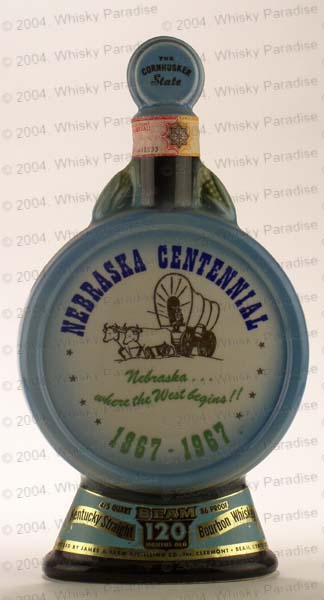 THE
CORNHUSKER
State
NEBRASKA CENTENNIAL
Nebraska...
where the West begins!!
1867 - 1967
4/5 QUART BEAM 86 PROOF
Kentucky Straight 120 Bourbon Whiskey
MONTHS OLD
© 2004. Whisky Paradise